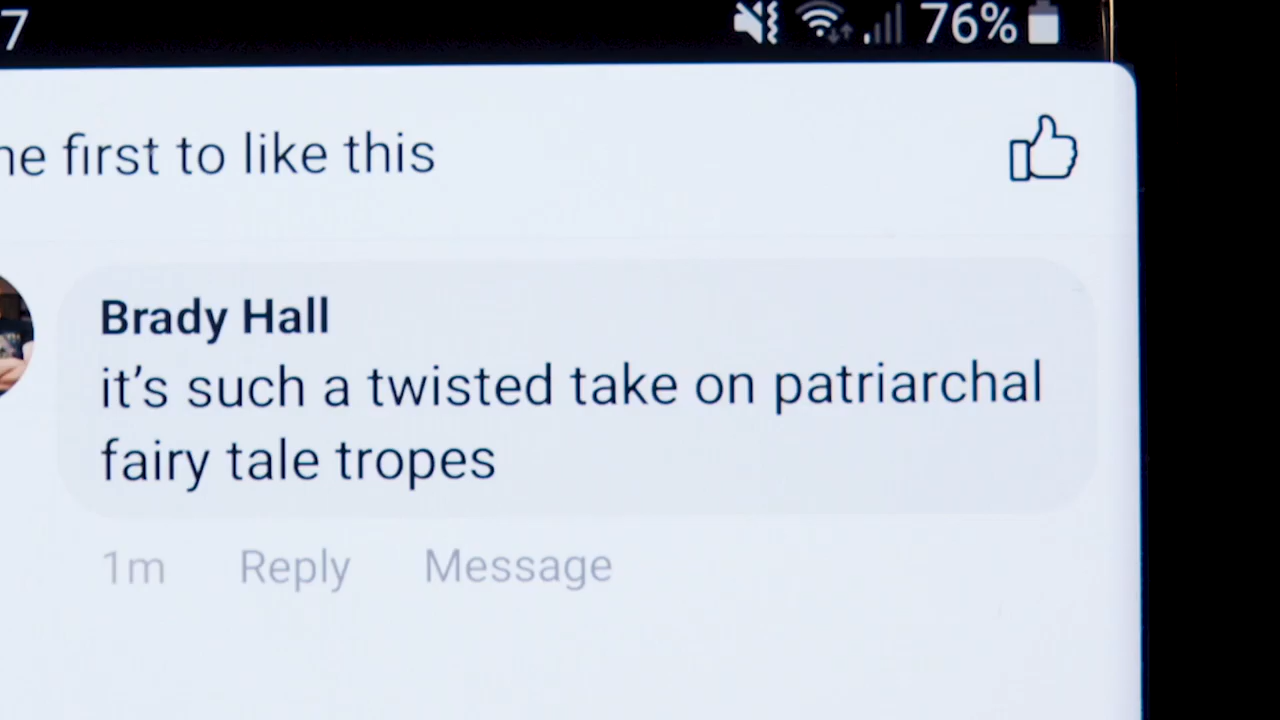 7 76%
first to like this
Brady Hall
it's such a twisted take on patriarchal
fairy tale tropes
1m Reply Message